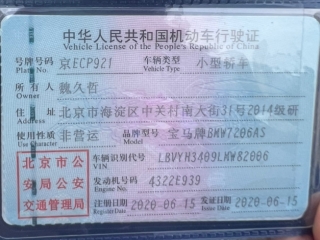 中华人民共和国机动车行驶证
Vehicle License of the People's Republic of China
号牌号码 京ECP921 车辆类型 小型轿车
Plate No. Vehicle Type
所有人 魏久哲
Owner
住址 北京市海淀区中关村南大街31号2014级研
Address
使用性质 非营运 品牌型号 宝马牌BMW7206AS
Use Character Model
北京市公 车辆识别代号 LBVYH3409LMW82006
VIN
安局公安 发动机号码 4322E939
Engine No.
交通管理局 注册日期 2020-06-15 发证日期 2020-06-15
Register Date Issue Date